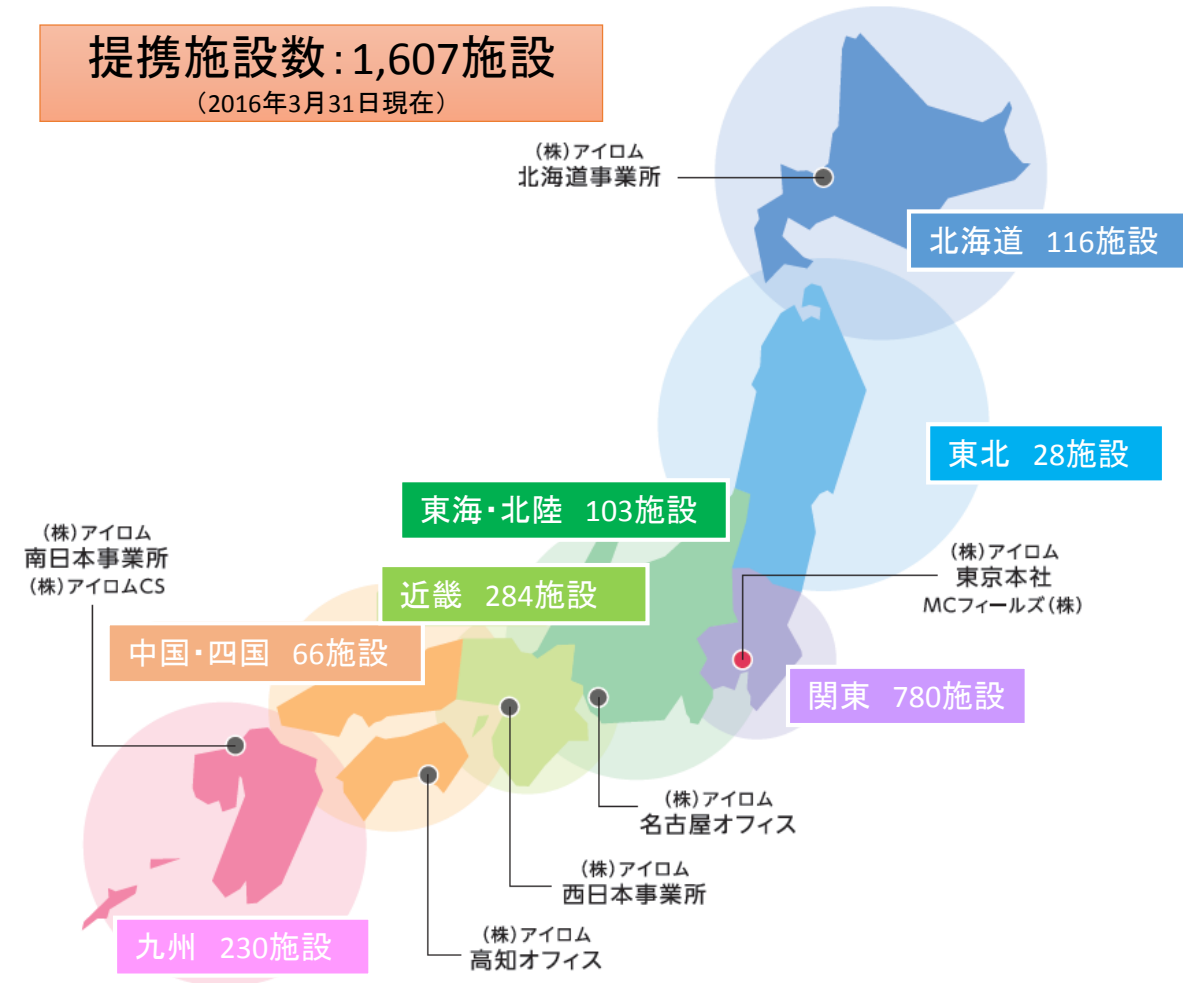 提携施設数:1,607施設
(2016年3月31日現在)
(株)アイロム
北海道事業所
北海道 116施設
東北 28施設
東海・北陸 103施設
(株)アイロム
南日本事業所
(株)アイロムCS
(株)アイロム
東京本社
MCフィールズ(株)
近畿 284施設
中国・四国 66施設
関東 780施設
(株)アイロム
名古屋オフィス
(株)アイロム
西日本事業所
九州 230施設
(株)アイロム
高知オフィス